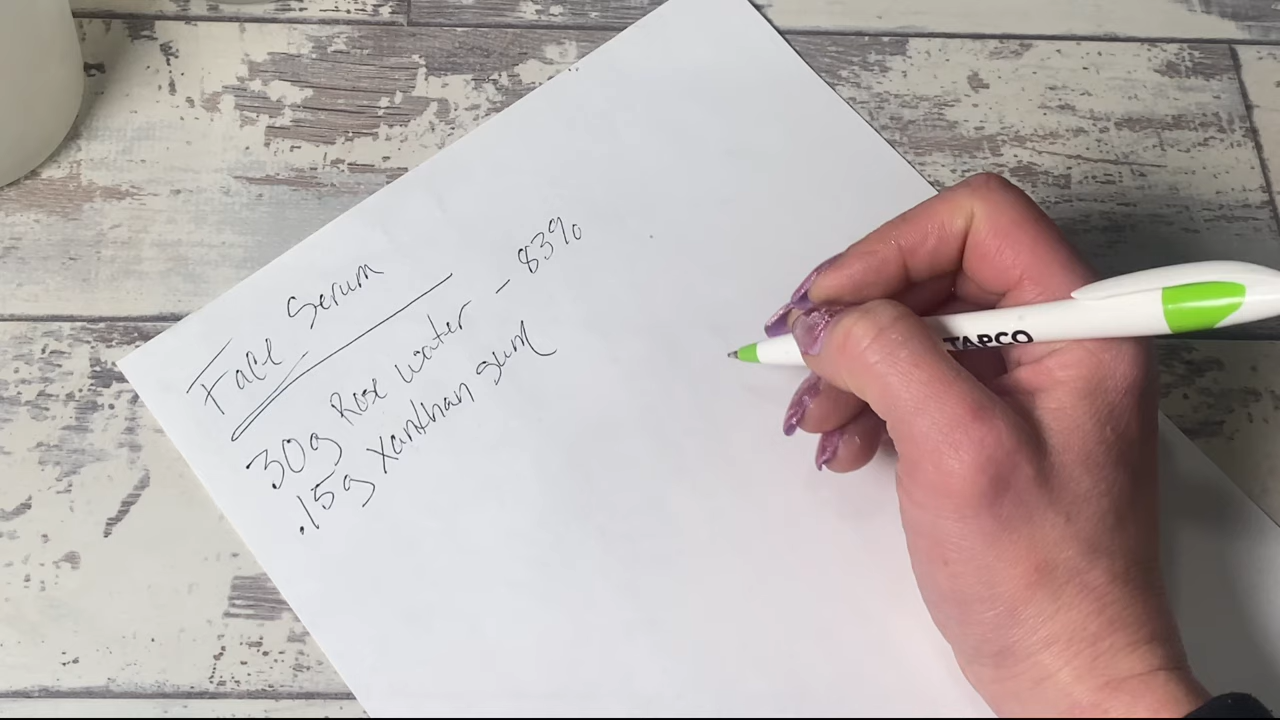 Face Serum
30g Rose water - 83%
.15g Xanthan gum
TAPCO